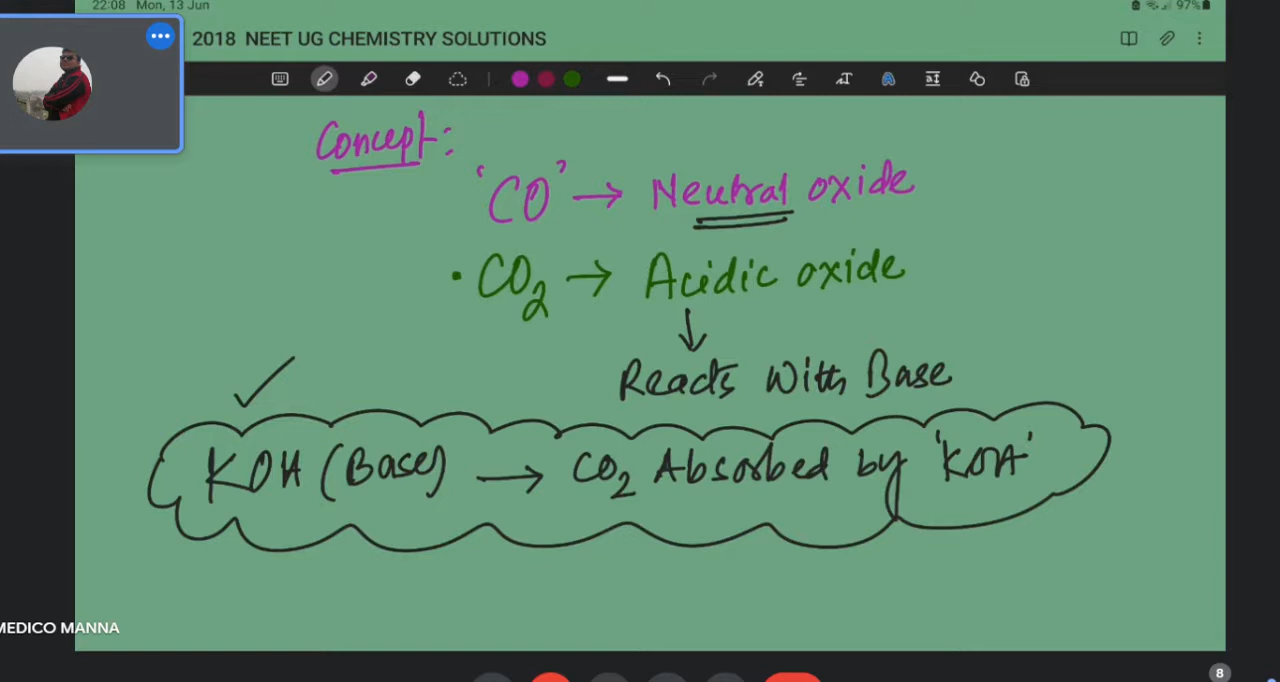 22:08 Mon, 13 Jun
97%
2018 NEET UG CHEMISTRY SOLUTIONS
Concept:
'CO' → Neutral oxide
• CO₂ → Acidic oxide
↓
Reacts With Base
✓
KOH (Base) → CO₂ Absorbed by 'KOH'
MEDICO MANNA
8